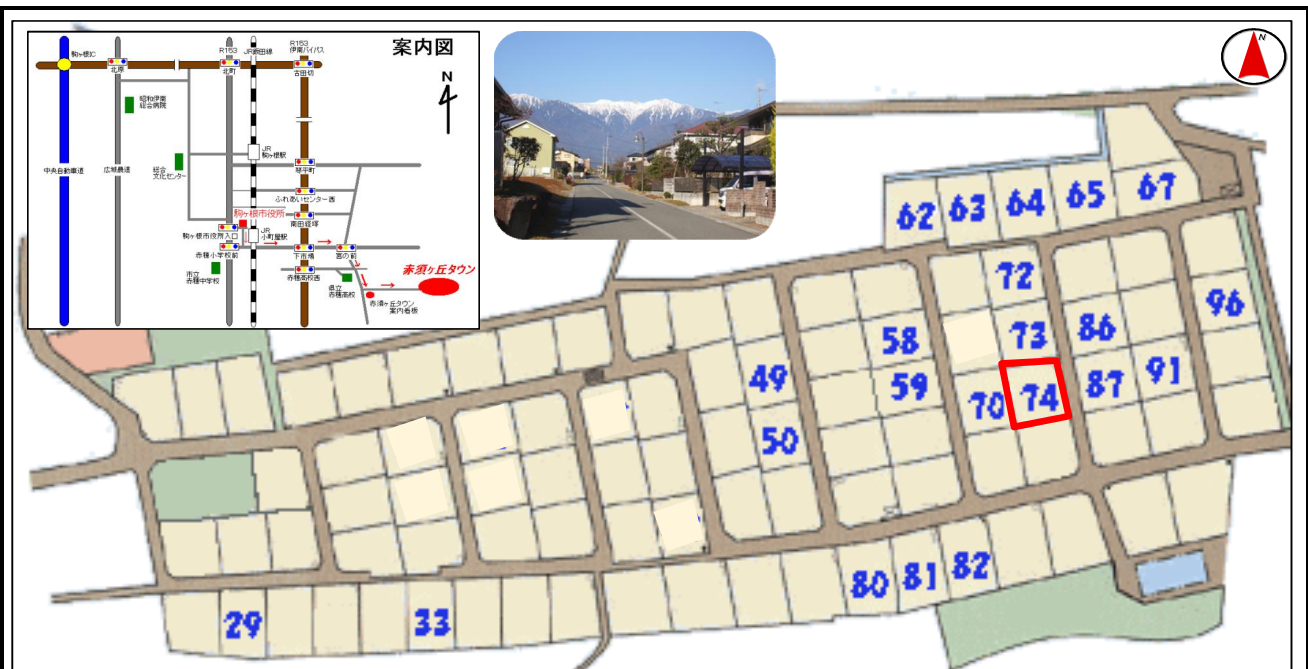 案内図
N
R153
JR飯田線
R153
伊南バイパス
駒ヶ根IC
北原
北町
古田切
昭和伊南
総合病院
中央自動車道
広域農道
総合
文化センター
JR
駒ヶ根駅
琴平町
ふれあいセンター西
駒ヶ根市役所
南田経塚
駒ヶ根市役所入口
JR
小町屋駅
赤穂小学校前
下市場
宮の前
市立
赤穂中学校
赤穂高校西
県立
赤穂高校
赤須ヶ丘タウン
赤須ヶ丘タウン
案内看板
N
62
63
64
65
67
72
58
73
86
96
49
59
70
74
87
91
50
80
81
82
29
33